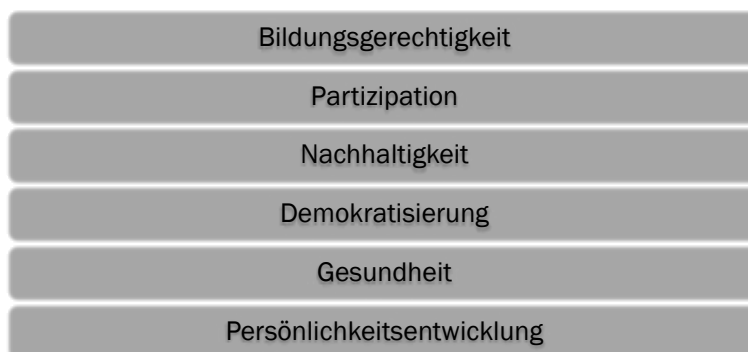 Bildungsgerechtigkeit
Partizipation
Nachhaltigkeit
Demokratisierung
Gesundheit
Persönlichkeitsentwicklung